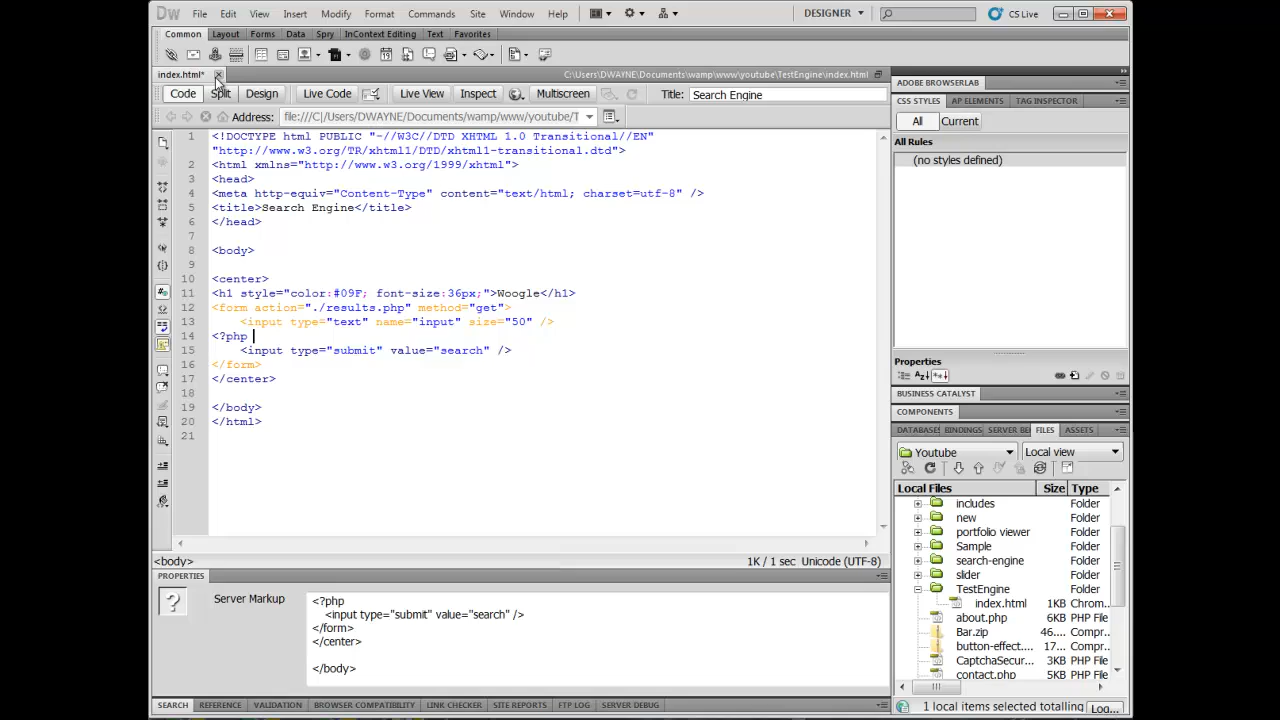 Dw File Edit View Insert Modify Format Commands Site Window Help DESIGNER CS Live
Common Layout Forms Data Spry InContext Editing Text Favorites
index.html* C:\Users\DWAYNE\Documents\wamp\www\youtube\TestEngine\index.html
Code Split Design Live Code Live View Inspect Multiscreen Title: Search Engine
Address: file:///C|/Users/DWAYNE/Documents/wamp/www/youtube/T
1 <!DOCTYPE html PUBLIC "-//W3C//DTD XHTML 1.0 Transitional//EN"
"http://www.w3.org/TR/xhtml1/DTD/xhtml1-transitional.dtd">
2 <html xmlns="http://www.w3.org/1999/xhtml">
3 <head>
4 <meta http-equiv="Content-Type" content="text/html; charset=utf-8" />
5 <title>Search Engine</title>
6 </head>
7
8 <body>
9
10 <center>
11 <h1 style="color:#09F; font-size:36px;">Woogle</h1>
12 <form action="./results.php" method="get">
13 <input type="text" name="input" size="50" />
14 <?php
15 <input type="submit" value="search" />
16 </form>
17 </center>
18
19 </body>
20 </html>
21
<body> 1K / 1 sec Unicode (UTF-8)
PROPERTIES
Server Markup
<?php
<input type="submit" value="search" />
</form>
</center>
</body>
SEARCH REFERENCE VALIDATION BROWSER COMPATIBILITY LINK CHECKER SITE REPORTS FTP LOG SERVER DEBUG
ADOBE BROWSERLAB
CSS STYLES AP ELEMENTS TAG INSPECTOR
All Current
All Rules
(no styles defined)
Properties
BUSINESS CATALYST
COMPONENTS
DATABASES BINDINGS SERVER BEH FILES ASSETS
Youtube Local view
Local Files Size Type
includes Folder
new Folder
portfolio viewer Folder
Sample Folder
search-engine Folder
slider Folder
TestEngine Folder
index.html 1KB Chrom...
about.php 6KB PHP File
Bar.zip 46.... Compr...
button-effect.... 17... Compr...
CaptchaSecur... 3KB PHP File
contact.php 8KB PHP File
1 local items selected totalling Log...